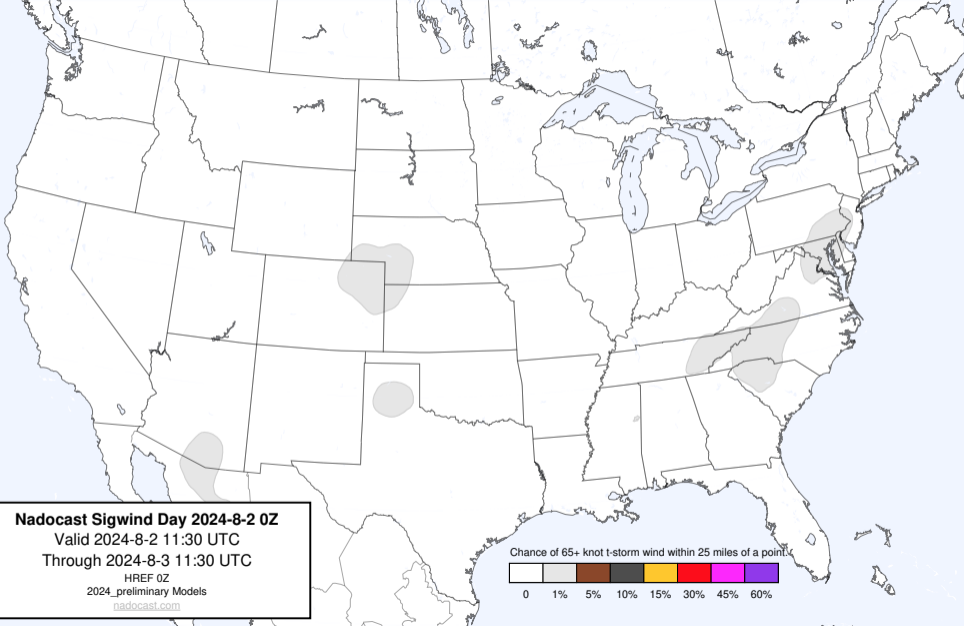 Nadocast Sigwind Day 2024-8-2 0Z
Valid 2024-8-2 11:30 UTC
Through 2024-8-3 11:30 UTC
HREF 0Z
2024_preliminary Models
nadocast.com
Chance of 65+ knot t-storm wind within 25 miles of a point.
0 1% 5% 10% 15% 30% 45% 60%